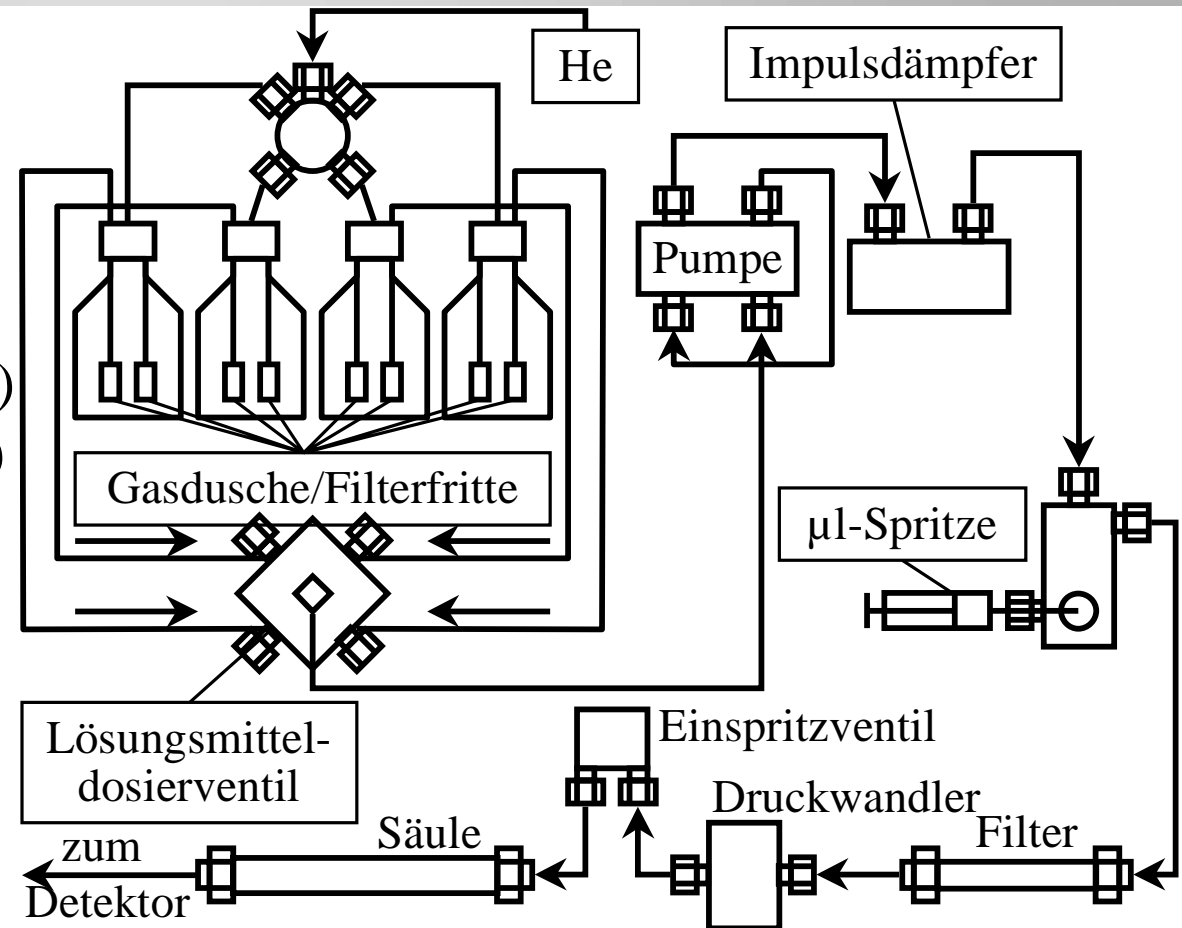 He
Impulsdämpfer
Pumpe
)
)
Gasdusche/Filterfritte
µl-Spritze
Lösungsmittel-
dosierventil
Einspritzventil
Druckwandler
Filter
Säule
zum
Detektor